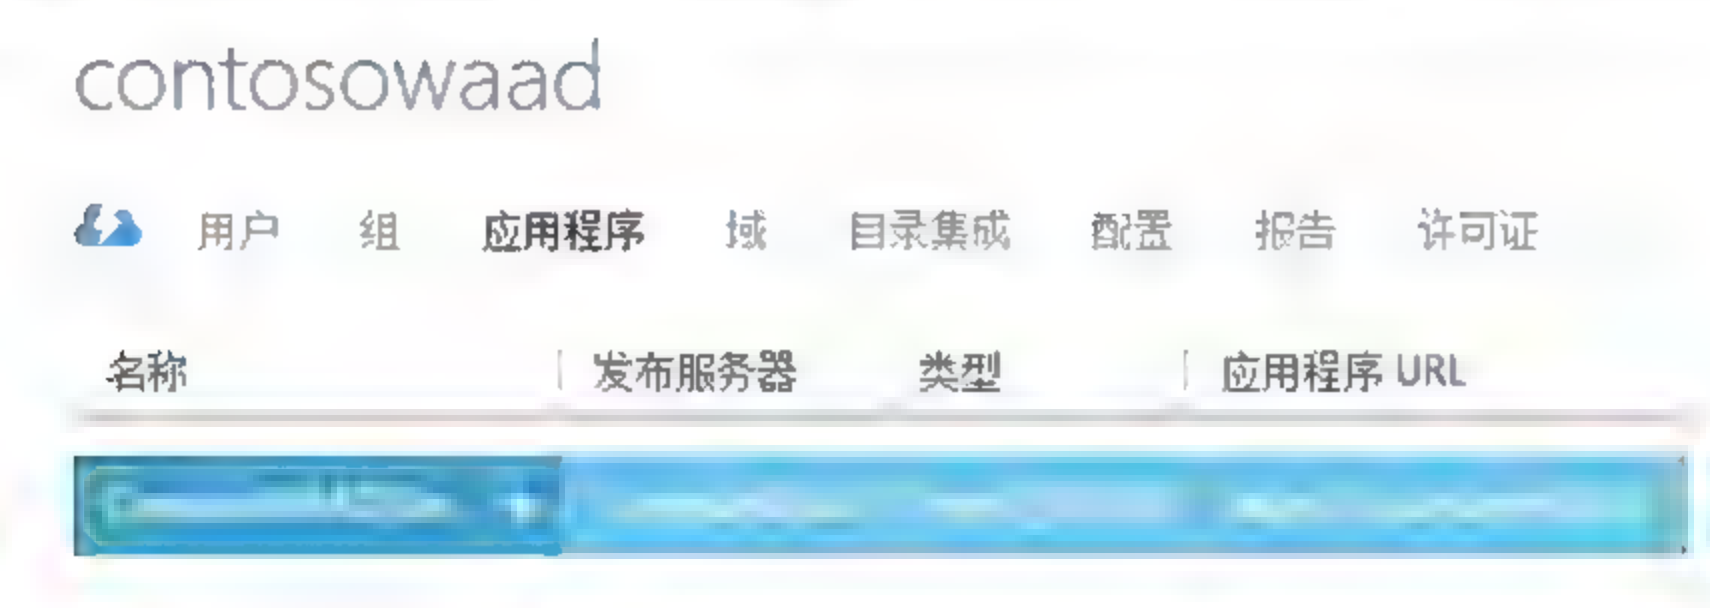 contosowaad
用户 组 应用程序 域 目录集成 配置 报告 许可证
名称 发布服务器 类型 应用程序 URL